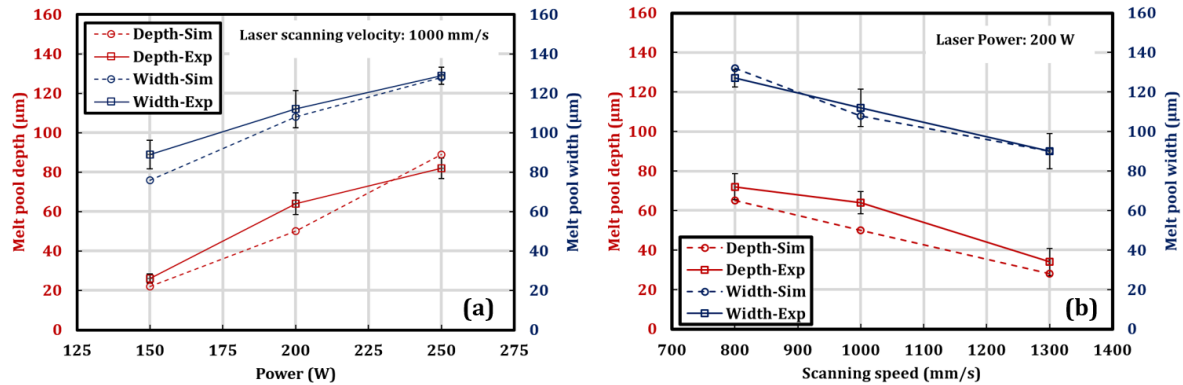 160
140
120
100
80
60
40
20
0
Melt pool depth (μm)
Depth-Sim
Depth-Exp
Width-Sim
Width-Exp
Laser scanning velocity: 1000 mm/s
(a)
125 150 175 200 225 250 275
Power (W)
160
140
120
100
80
60
40
20
0
Melt pool width (μm)
160
140
120
100
80
60
40
20
0
Melt pool depth (μm)
Laser Power: 200 W
Depth-Sim
Depth-Exp
Width-Sim
Width-Exp
(b)
700 800 900 1000 1100 1200 1300 1400
Scanning speed (mm/s)
160
140
120
100
80
60
40
20
0
Melt pool width (μm)